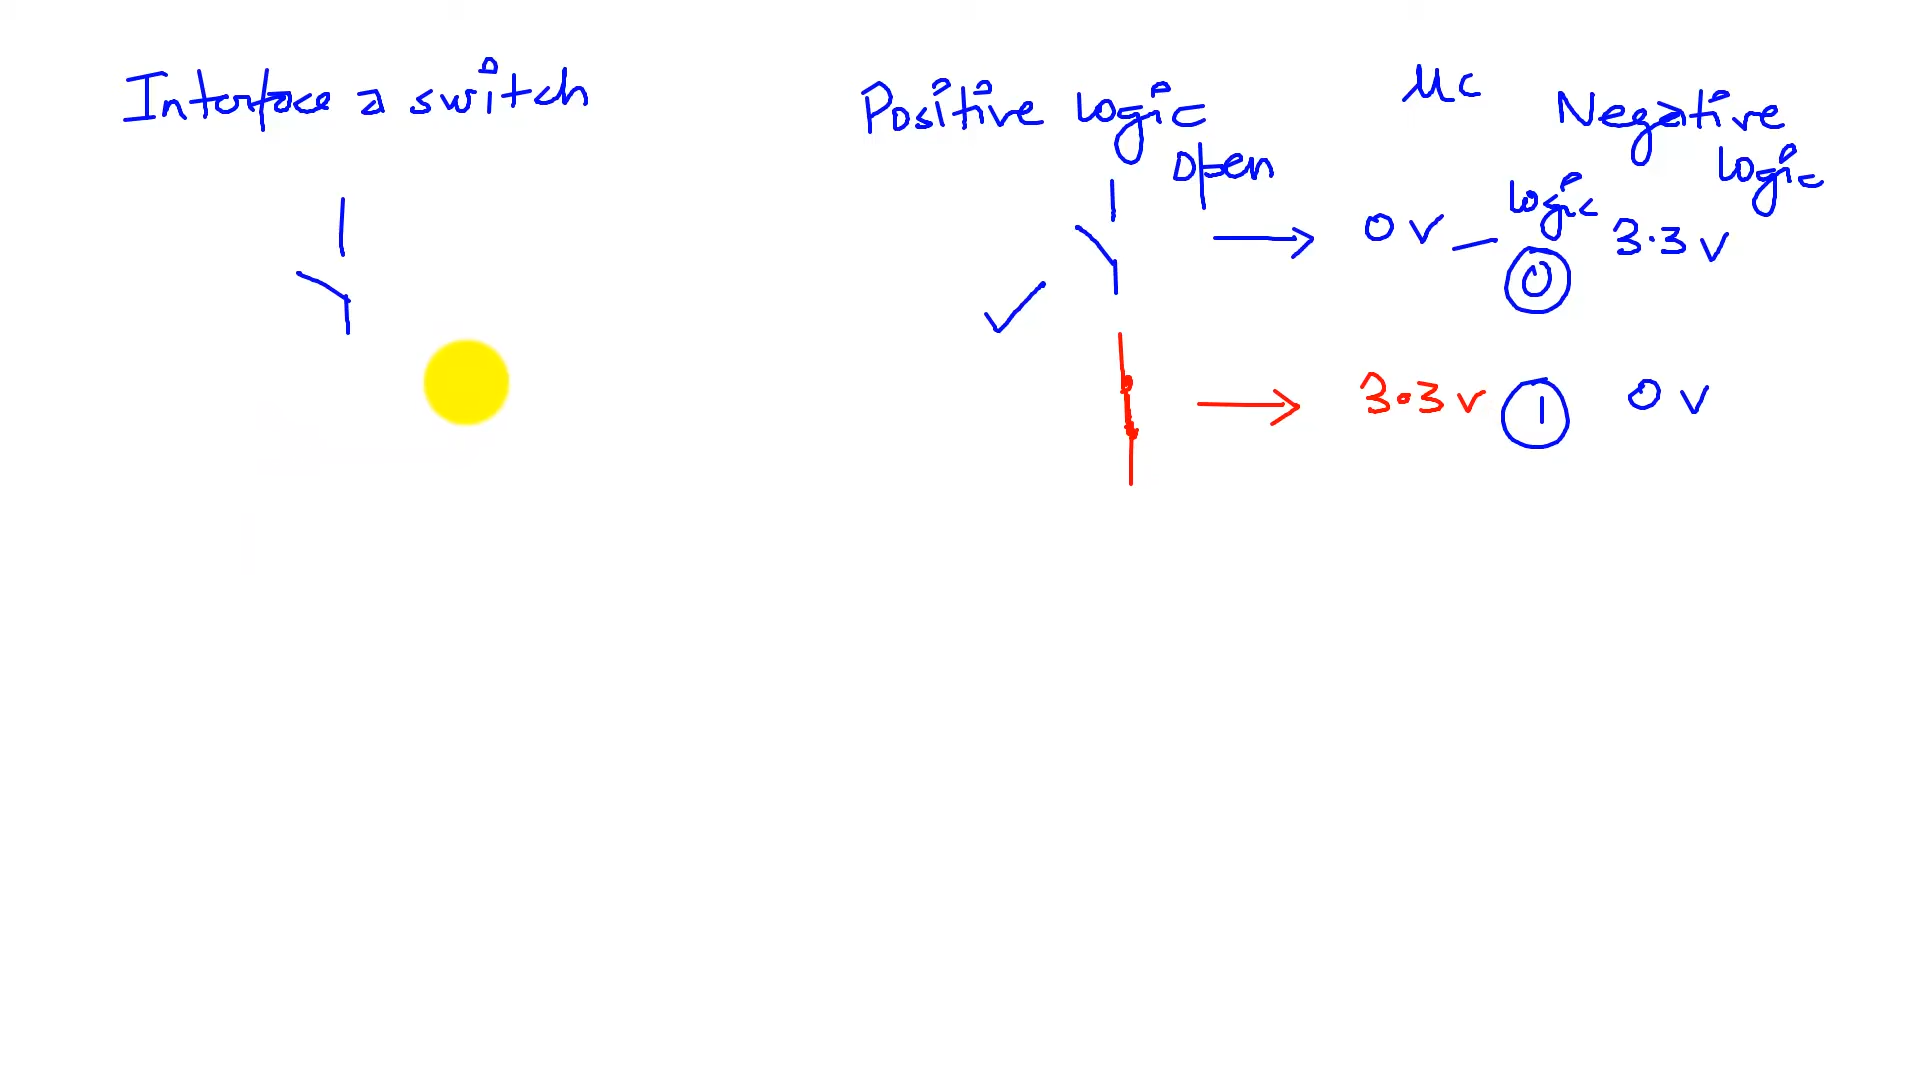 Interface a switch
Positive logic
Open
0 V
3.3 V
μc
Negative
logic
logic
0
3.3 V
1
0 V